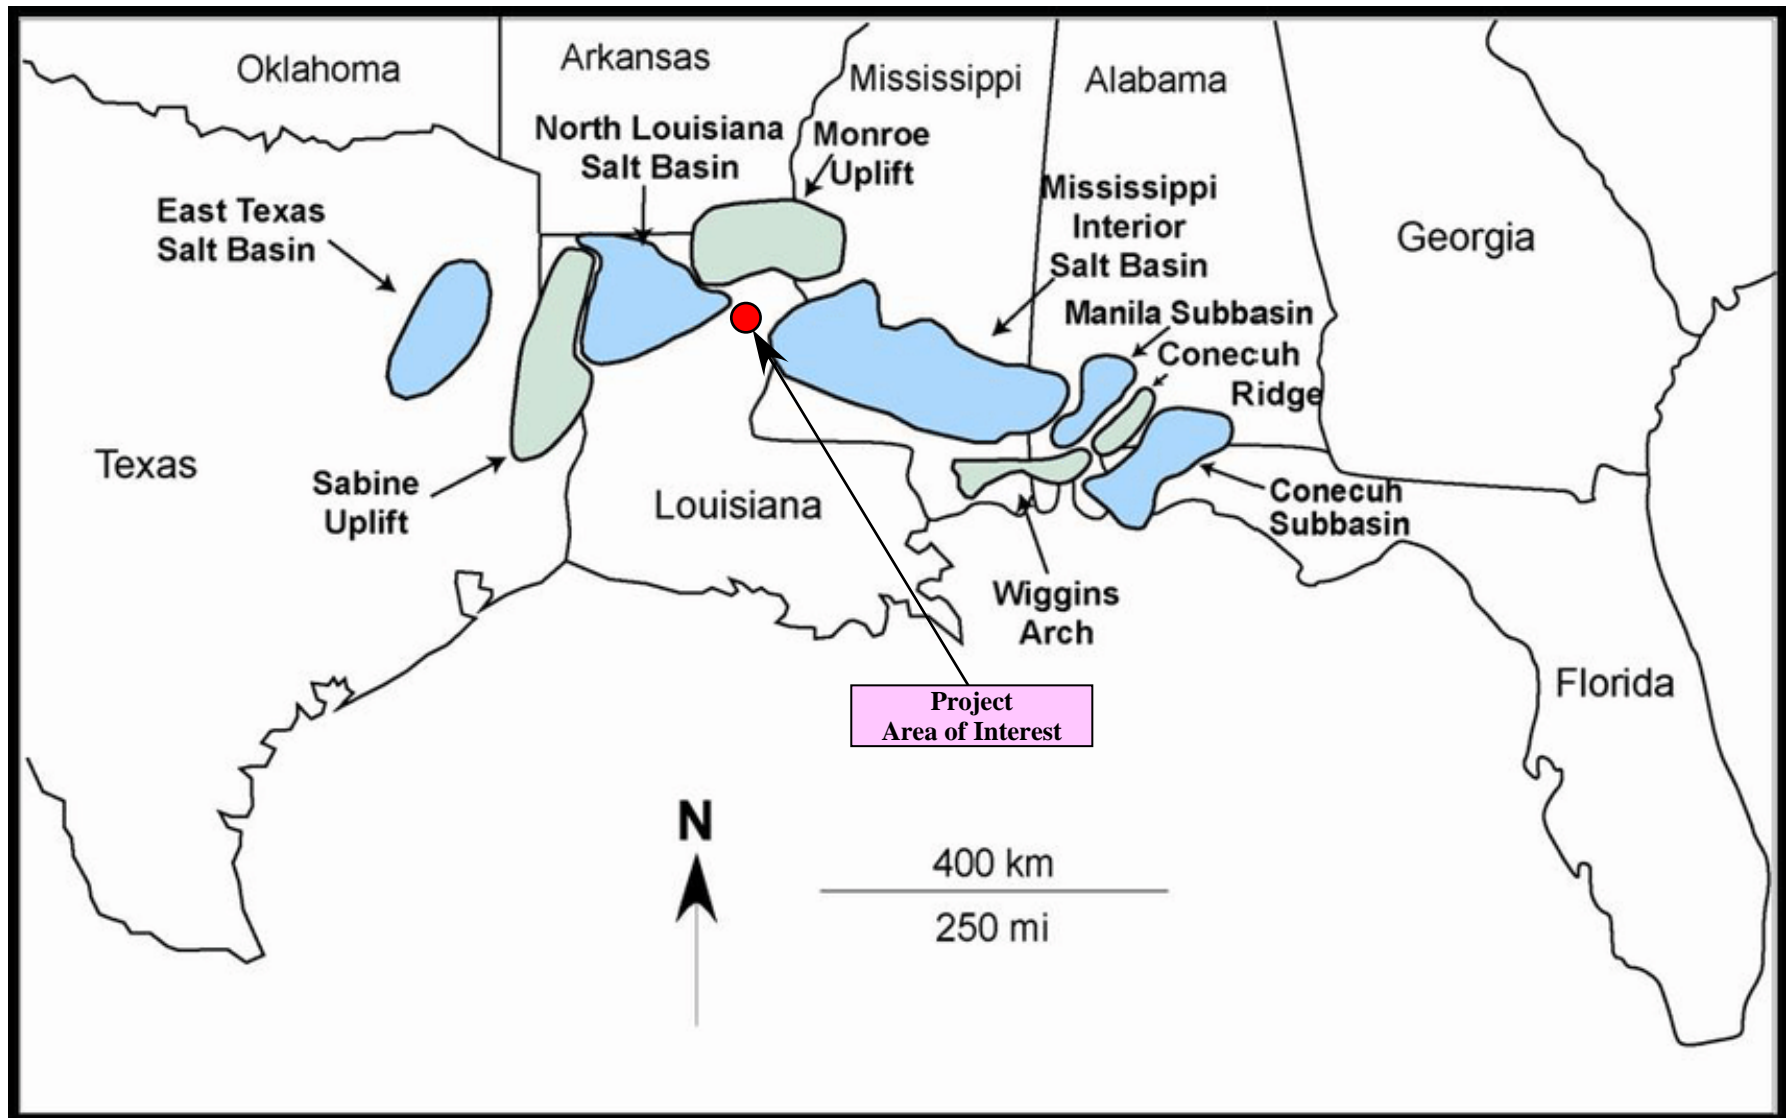 Oklahoma
Arkansas
Mississippi
Alabama
North Louisiana
Salt Basin
Monroe
Uplift
Mississippi
Interior
Salt Basin
East Texas
Salt Basin
Georgia
Manila Subbasin
Conecuh
Ridge
Texas
Sabine
Uplift
Louisiana
Conecuh
Subbasin
Wiggins
Arch
Florida
Project
Area of Interest
N
400 km
250 mi